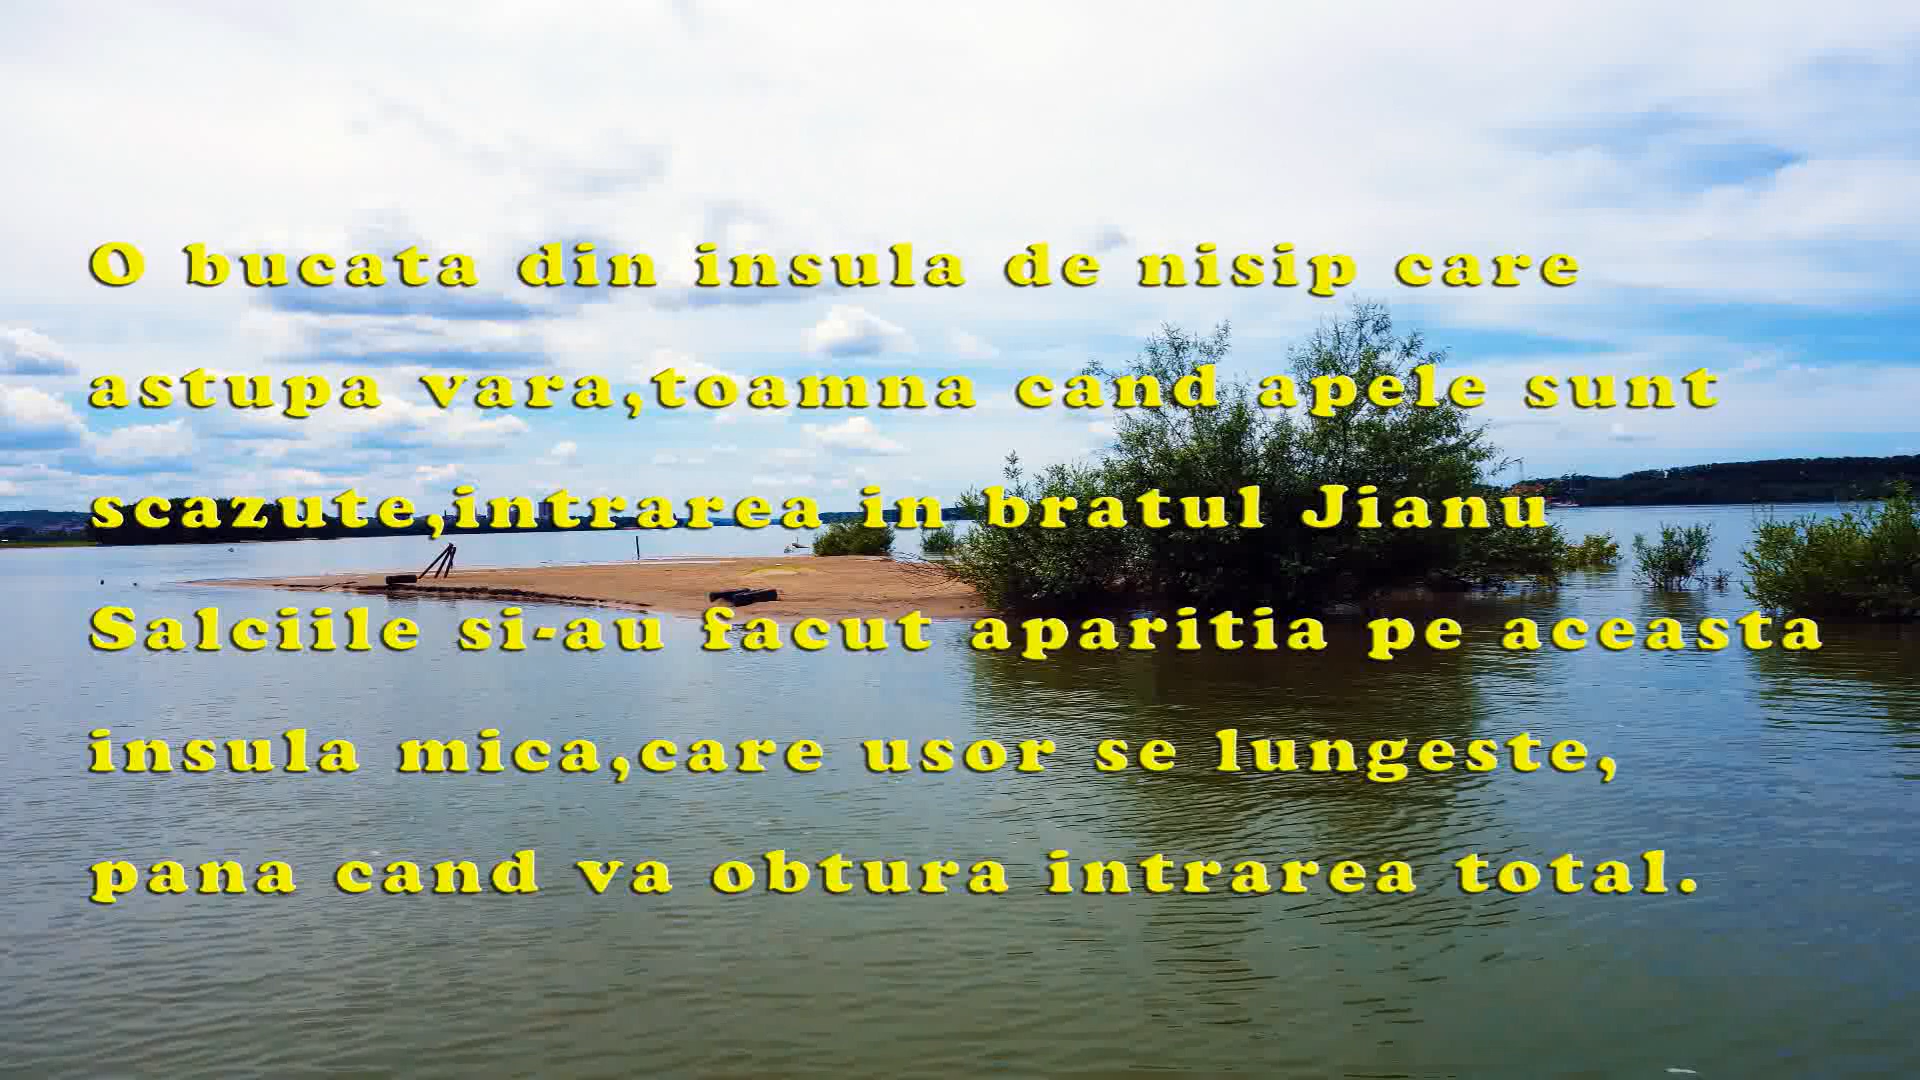 O bucata din insula de nisip care
astupa vara,toamna cand apele sunt
scazute,intrarea in bratul Jianu
Salciile si-au facut aparitia pe aceasta
insula mica,care usor se lungeste,
pana cand va obtura intrarea total.